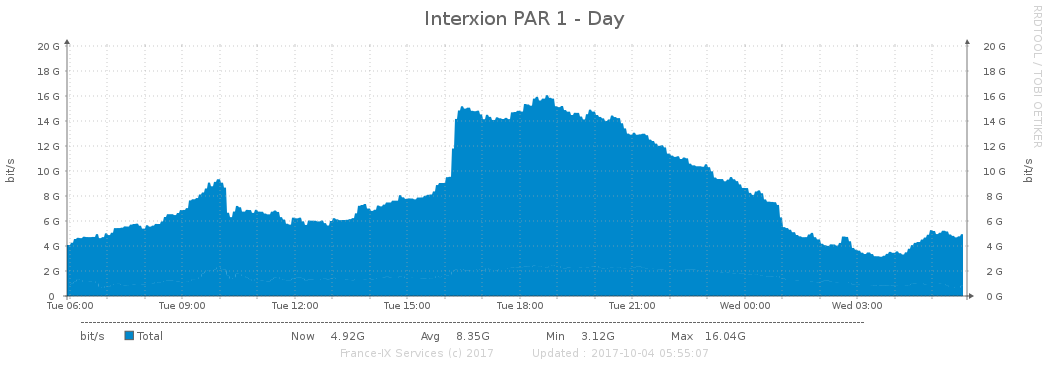 Interxion PAR 1 - Day
RRDTOOL / TOBI OETIKER
bit/s
bit/s
20 G 20 G
18 G 18 G
16 G 16 G
14 G 14 G
12 G 12 G
10 G 10 G
8 G 8 G
6 G 6 G
4 G 4 G
2 G 2 G
0 0 G
Tue 06:00 Tue 09:00 Tue 12:00 Tue 15:00 Tue 18:00 Tue 21:00 Wed 00:00 Wed 03:00
bit/s Total Now 4.92G Avg 8.35G Min 3.12G Max 16.04G
France-IX Services (c) 2017 Updated : 2017-10-04 05:55:07